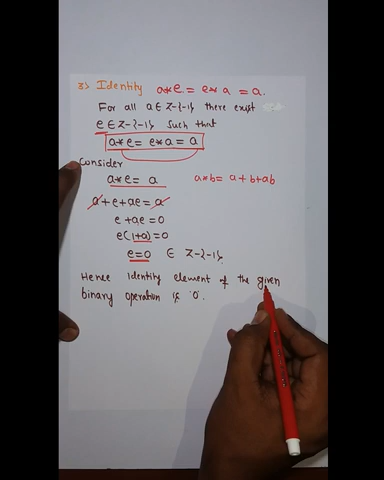 3) Identity a*e = e*a = a.
For all a ∈ Z-{-1} there exist
e ∈ Z-{-1} such that
a*e = e*a = a
Consider
a*e = a a*b = a+b+ab
a+e+ae = a
e+ae = 0
e(1+a) = 0
e=0 ∈ Z-{-1}.
Hence Identity element of the given
binary operation is '0'.